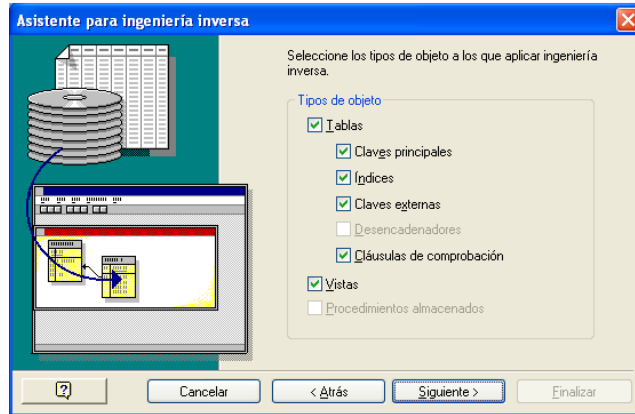 Asistente para ingeniería inversa
Seleccione los tipos de objeto a los que aplicar ingeniería
inversa.
Tipos de objeto
Tablas
Claves principales
Índices
Claves externas
Desencadenadores
Cláusulas de comprobación
Vistas
Procedimientos almacenados
Cancelar
< Atrás
Siguiente >
Finalizar